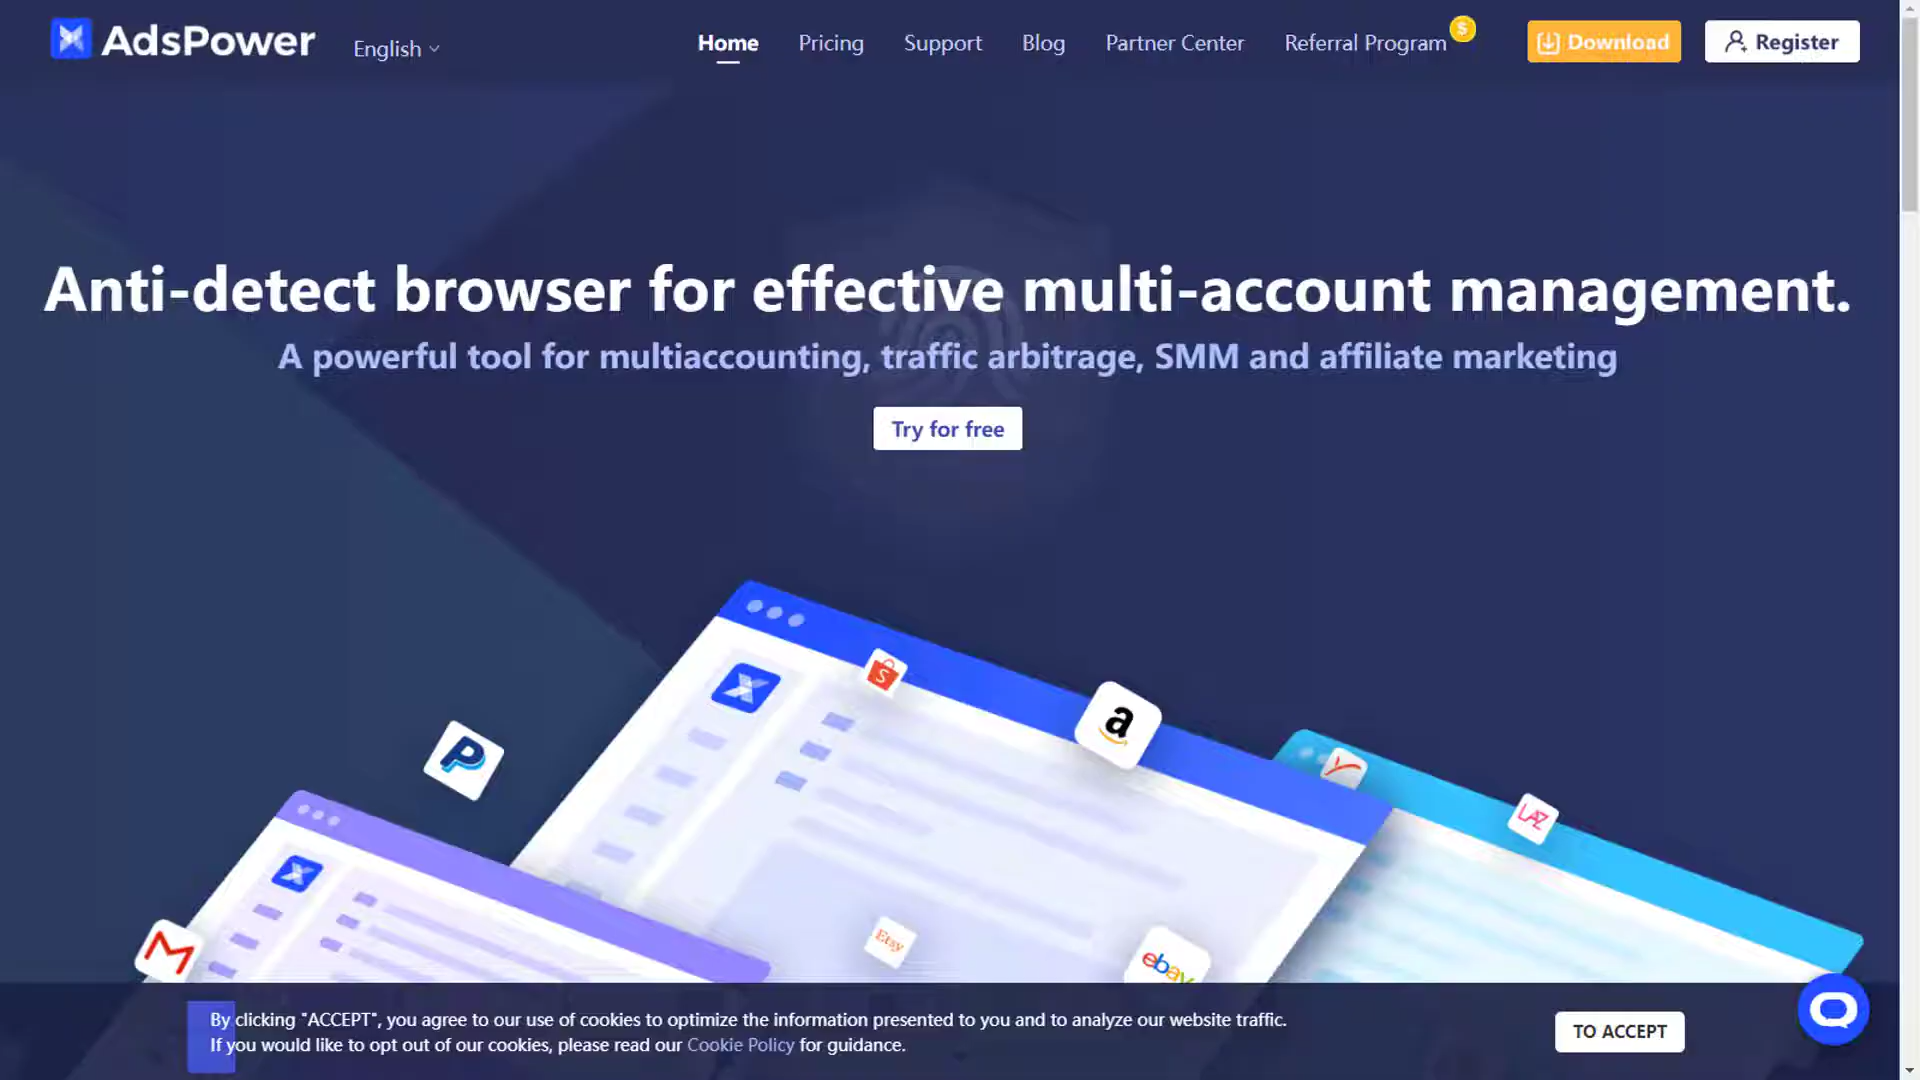 AdsPower
English
Home
Pricing
Support
Blog
Partner Center
Referral Program
$
Download
Register
Anti-detect browser for effective multi-account management.
A powerful tool for multiaccounting, traffic arbitrage, SMM and affiliate marketing
Try for free
S
a
P
LAZ
Etsy
ebay
By clicking "ACCEPT", you agree to our use of cookies to optimize the information presented to you and to analyze our website traffic.
If you would like to opt out of our cookies, please read our Cookie Policy for guidance.
TO ACCEPT